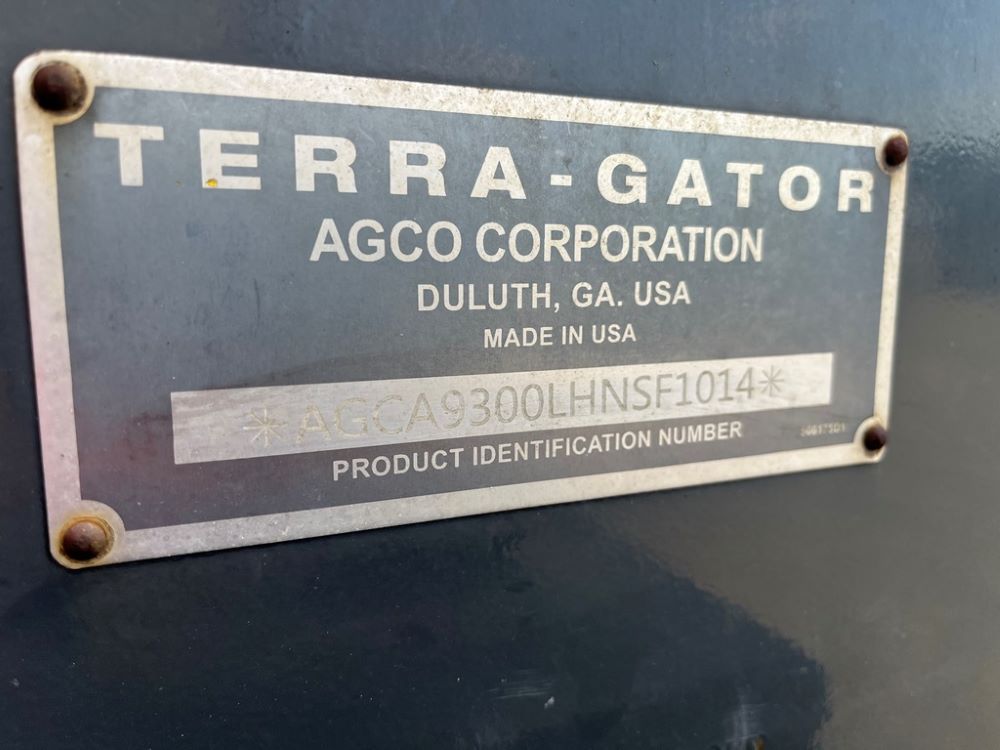 TERRA-GATOR
AGCO CORPORATION
DULUTH, GA. USA
MADE IN USA
*AGCA9300LHNSF1014*
PRODUCT IDENTIFICATION NUMBER